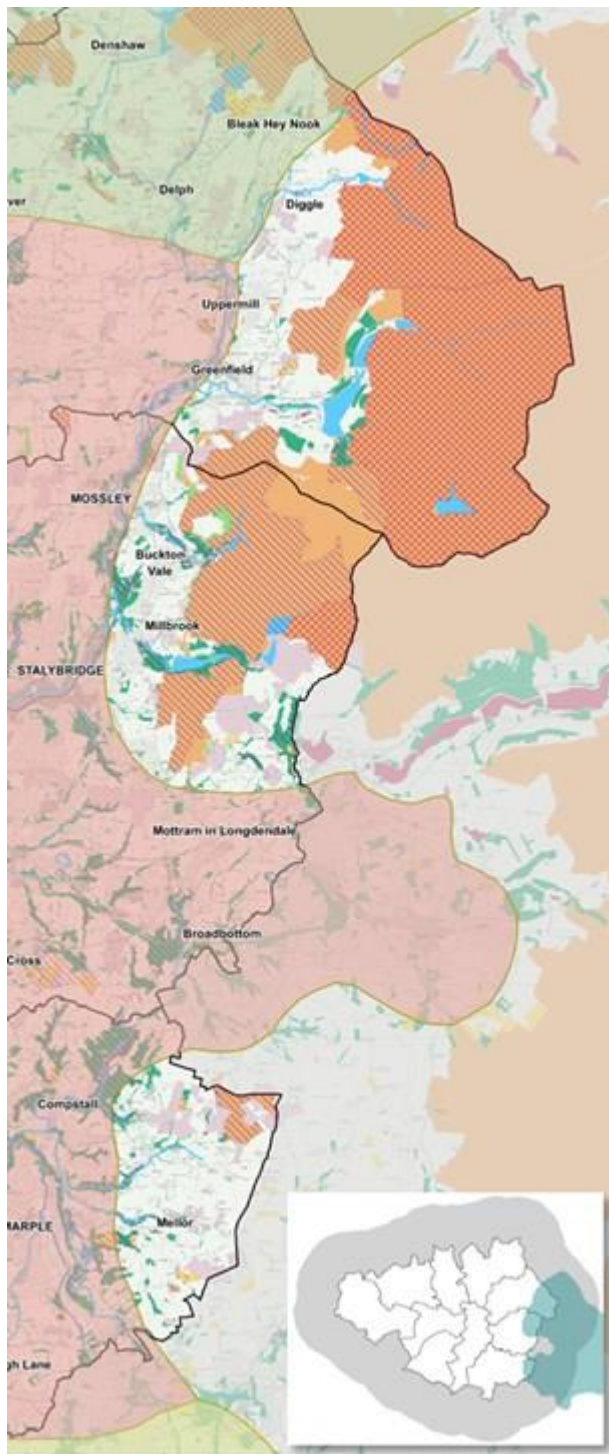 Denshaw
Bleak Hey Nook
Delph
ver
Diggle
Uppermill
Greenfield
MOSSLEY
Buckton
Vale
Millbrook
STALYBRIDGE
Mottram in Longdendale
Broadbottom
Cross
Compstall
Mellor
MARPLE
gh Lane